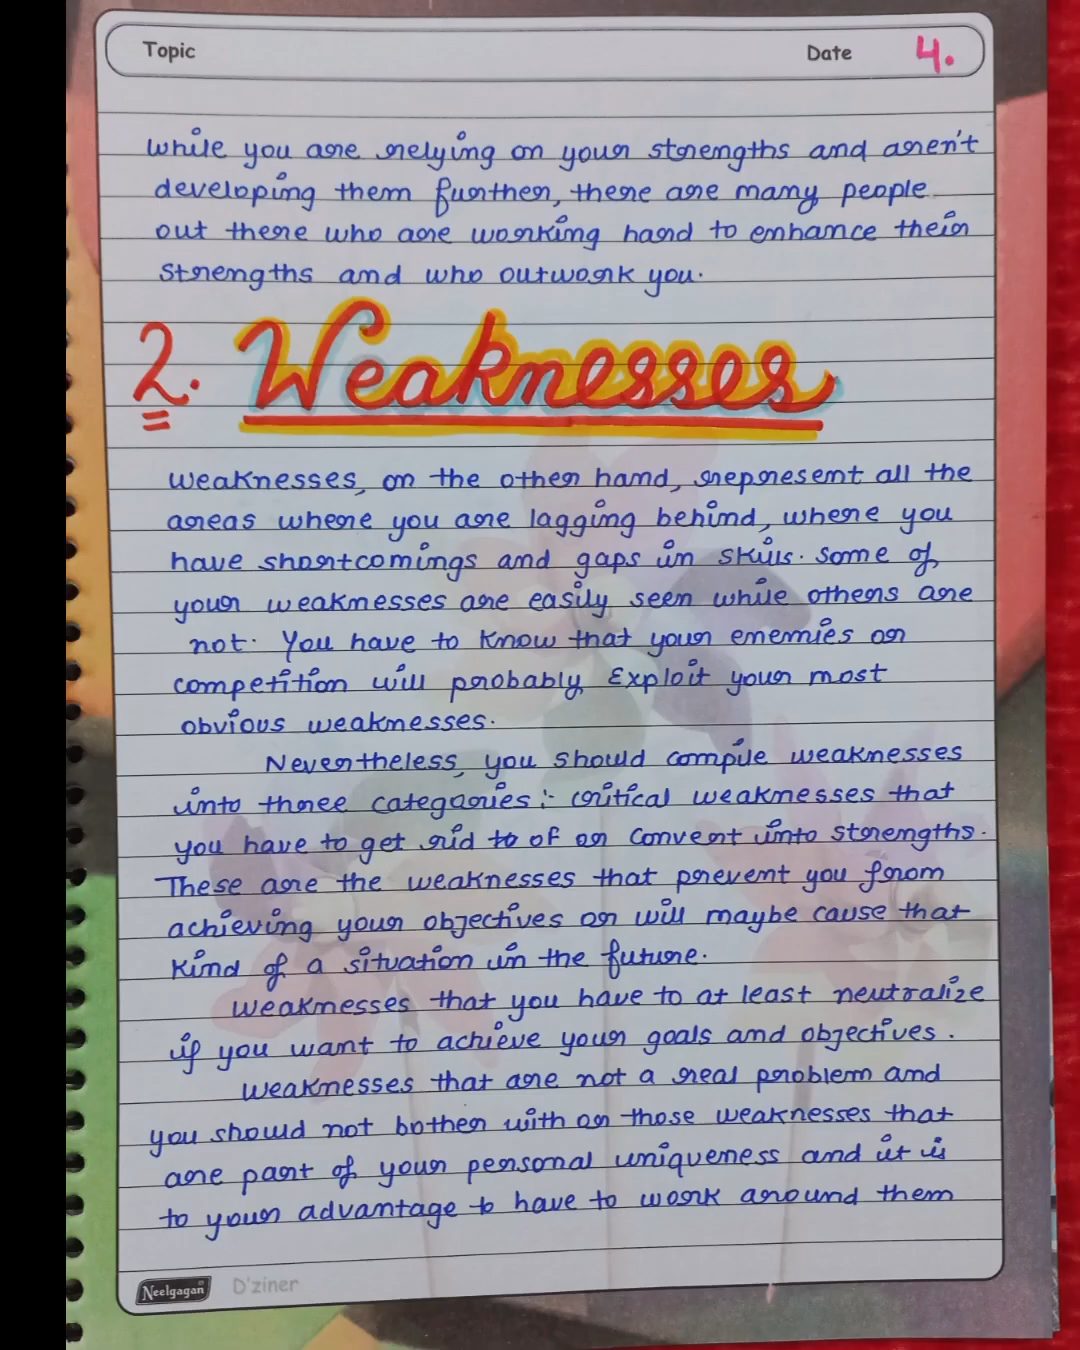 Topic
Date 4.
while you are relying on your strengths and aren't
developing them further, there are many people
out there who are working hard to enhance their
strengths and who outwork you.
2. Weaknesses
Weaknesses, on the other hand, represent all the
areas where you are lagging behind, where you
have shortcomings and gaps in skills. some of
your weaknesses are easily seen while others are
not. You have to know that your enemies or
competition will probably Exploit your most
obvious weaknesses.
Nevertheless, you should compile weaknesses
into three categories :- critical weaknesses that
you have to get rid to of or convert into strengths.
These are the weaknesses that prevent you from
achieving your objectives or will maybe cause that
kind of a situation in the future.
Weaknesses that you have to at least neutralize
if you want to achieve your goals and objectives.
Weaknesses that are not a real problem and
you should not bother with or those weaknesses that
are part of your personal uniqueness and it is
to your advantage to have to work around them
Neelgagan D'ziner